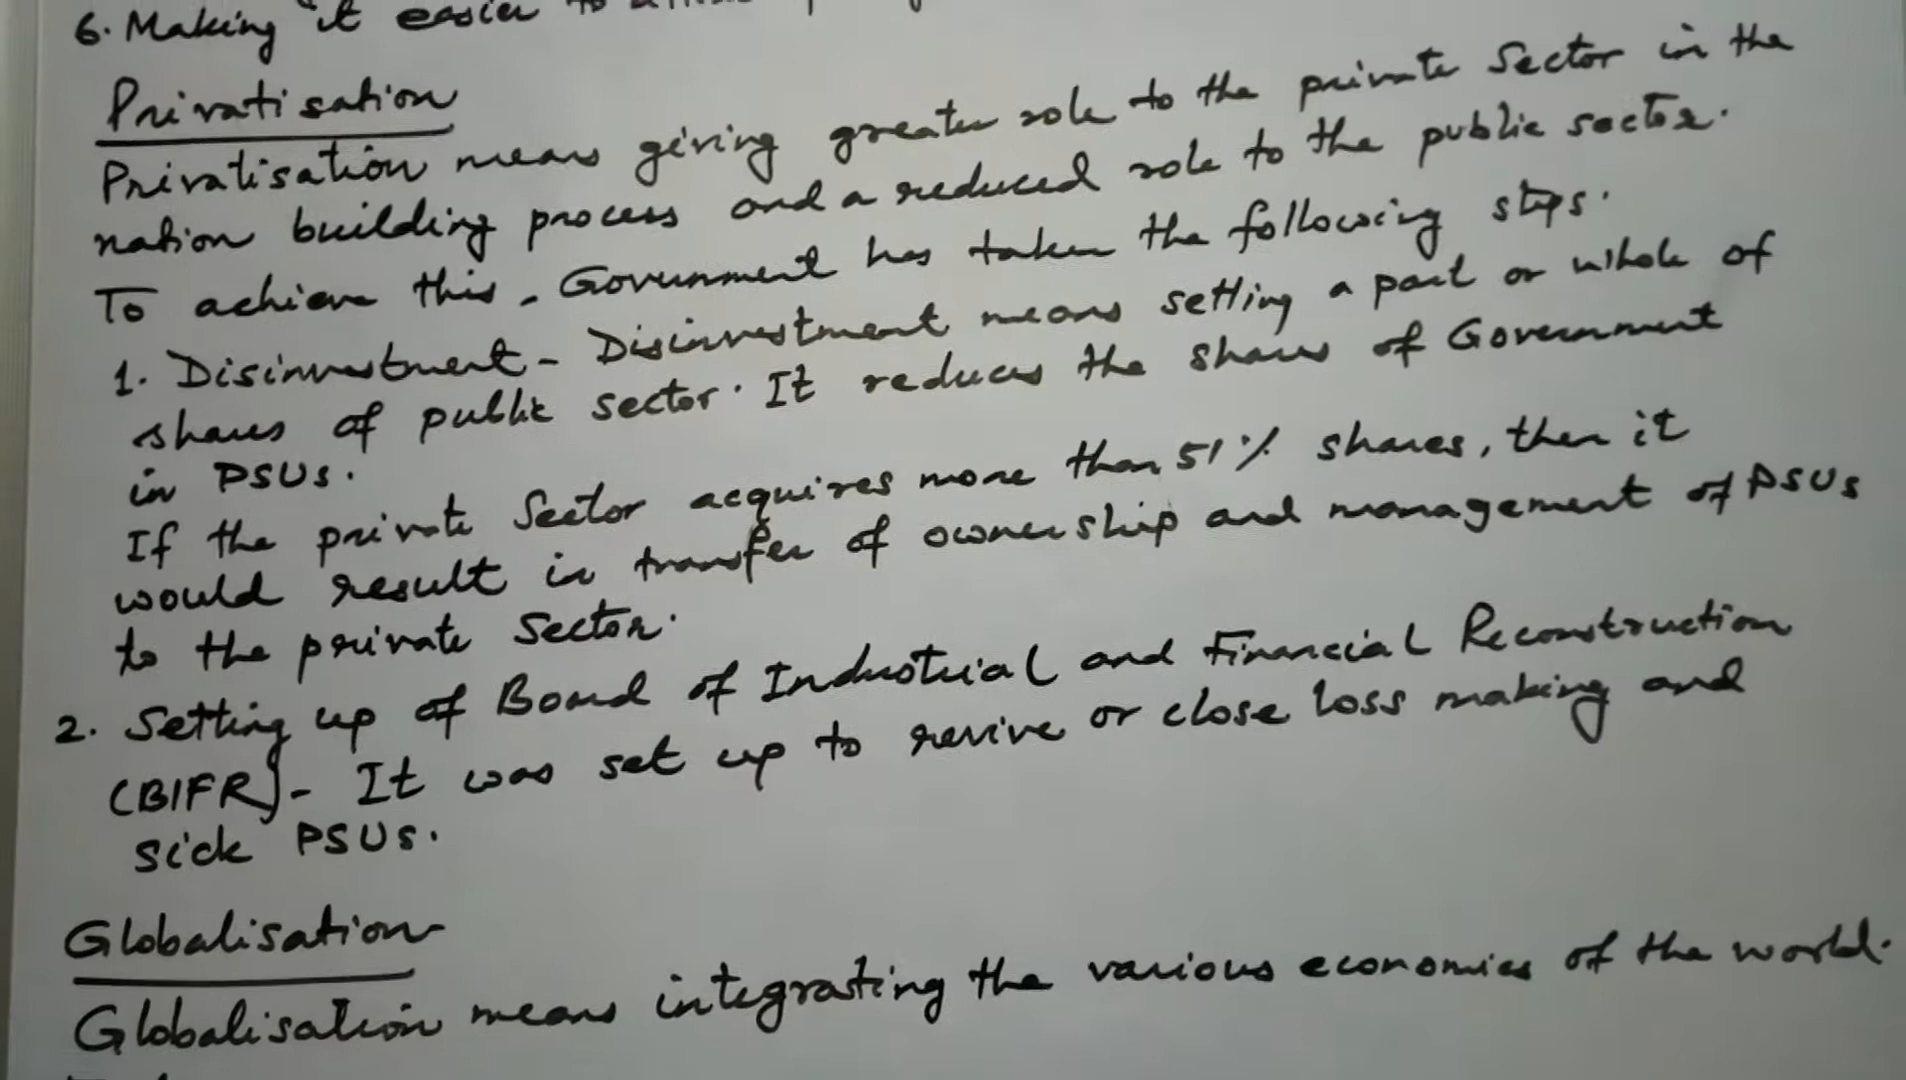 6. Making it easier to
Privatisation
Privatisation means giving greater role to the private Sector in the
nation building process and a reduced role to the public sector.
To achieve this, Government has taken the following steps.
1. Disinvestment - Disinvestment means setting a part or whole of
shares of public sector. It reduces the shares of Government
in PSUs.
If the private Sector acquires more than 51% shares, then it
would result in transfer of ownership and management of PSUs
to the private Sector.
2. Setting up of Board of Industrial and Financial Reconstruction
(BIFR) - It was set up to revive or close loss making and
sick PSUs.
Globalisation
Globalisation means integrating the various economies of the world.